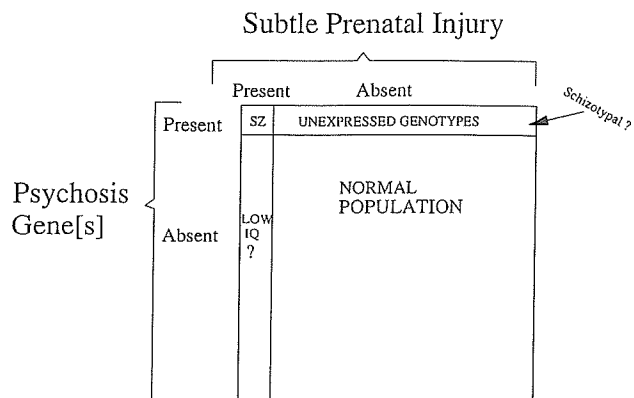 Subtle Prenatal Injury
Present Absent
Schizotypal ?
Present SZ UNEXPRESSED GENOTYPES
Psychosis
Gene[s]
Absent
LOW
IQ
?
NORMAL
POPULATION